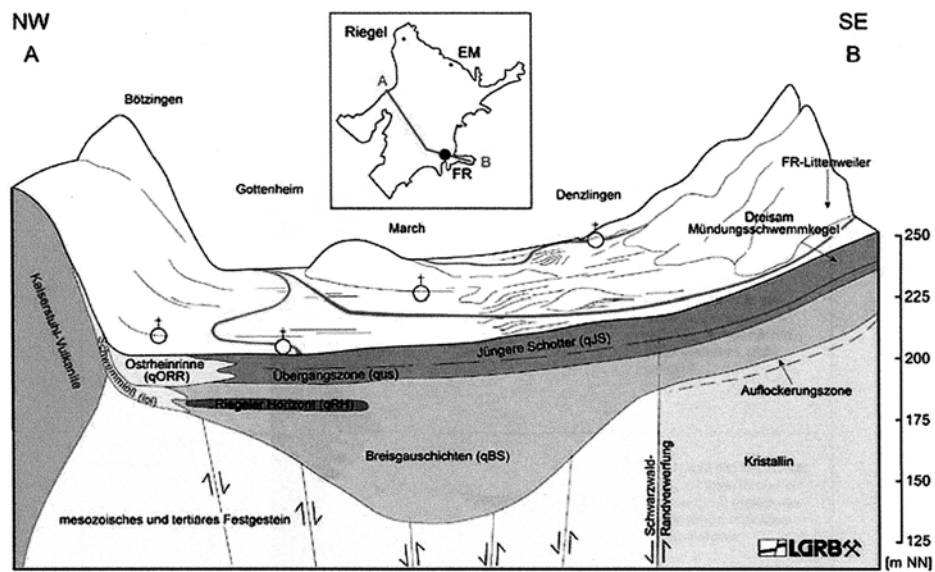 NW
A
SE
B
Riegel
EM
A
B
FR
Bötzingen
Gottenheim
March
Denzlingen
FR-Littenweiler
Dreisam
Mündungsschwemmkegel
250
225
200
175
150
125
[m NN]
Kaiserstuhl-Vulkanite
Schwemmlöß (lol)
Ostrheinrinne
(qORR)
Übergangszone (qus)
Jüngere Schotter (qJS)
Riegeler Horizont (qRH)
Breisgauschichten (qBS)
Auflockerungszone
Kristallin
Schwarzwald-
Randverwerfung
mesozoisches und tertiäres Festgestein
LGRB